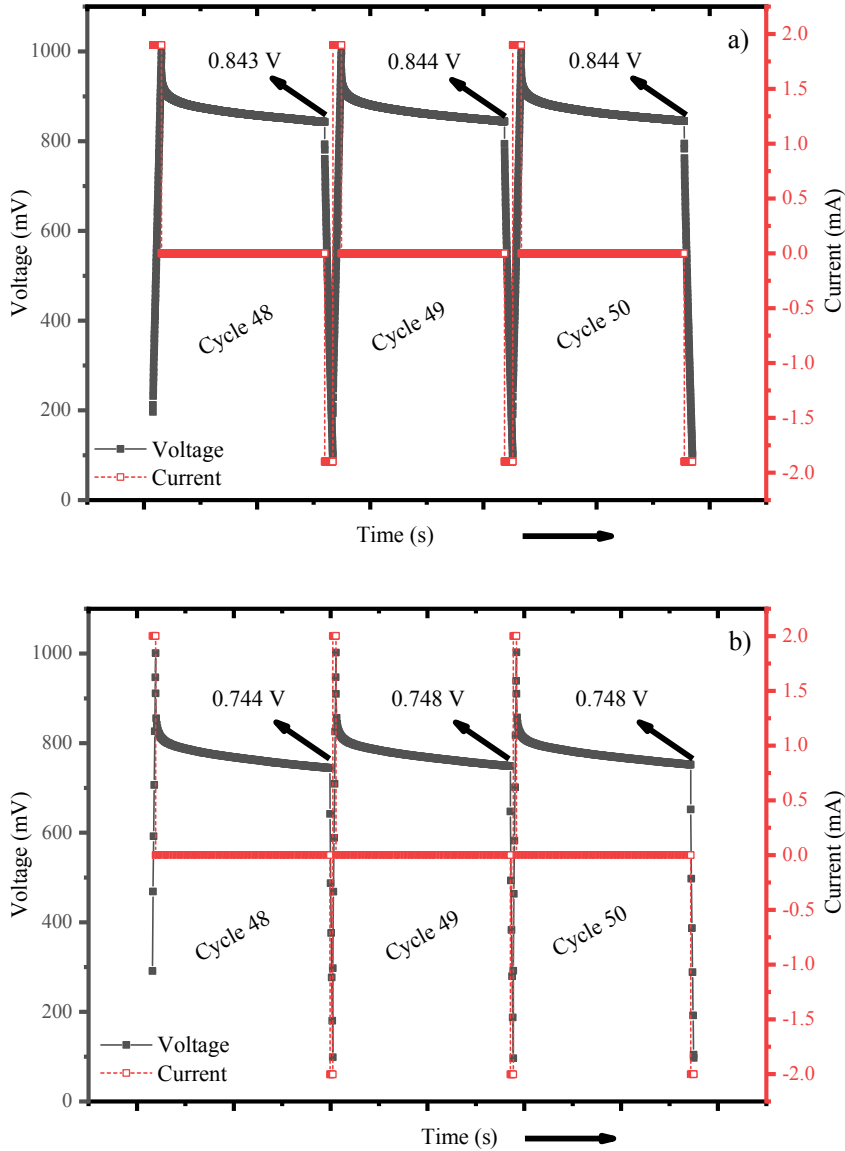 a)
0.843 V
0.844 V
0.844 V
1000
800
600
400
200
0
Voltage (mV)
2.0
1.5
1.0
0.5
0.0
-0.5
-1.0
-1.5
-2.0
Current (mA)
Cycle 48
Cycle 49
Cycle 50
Voltage
Current
Time (s)
b)
0.744 V
0.748 V
0.748 V
1000
800
600
400
200
0
Voltage (mV)
2.0
1.5
1.0
0.5
0.0
-0.5
-1.0
-1.5
-2.0
Current (mA)
Cycle 48
Cycle 49
Cycle 50
Voltage
Current
Time (s)